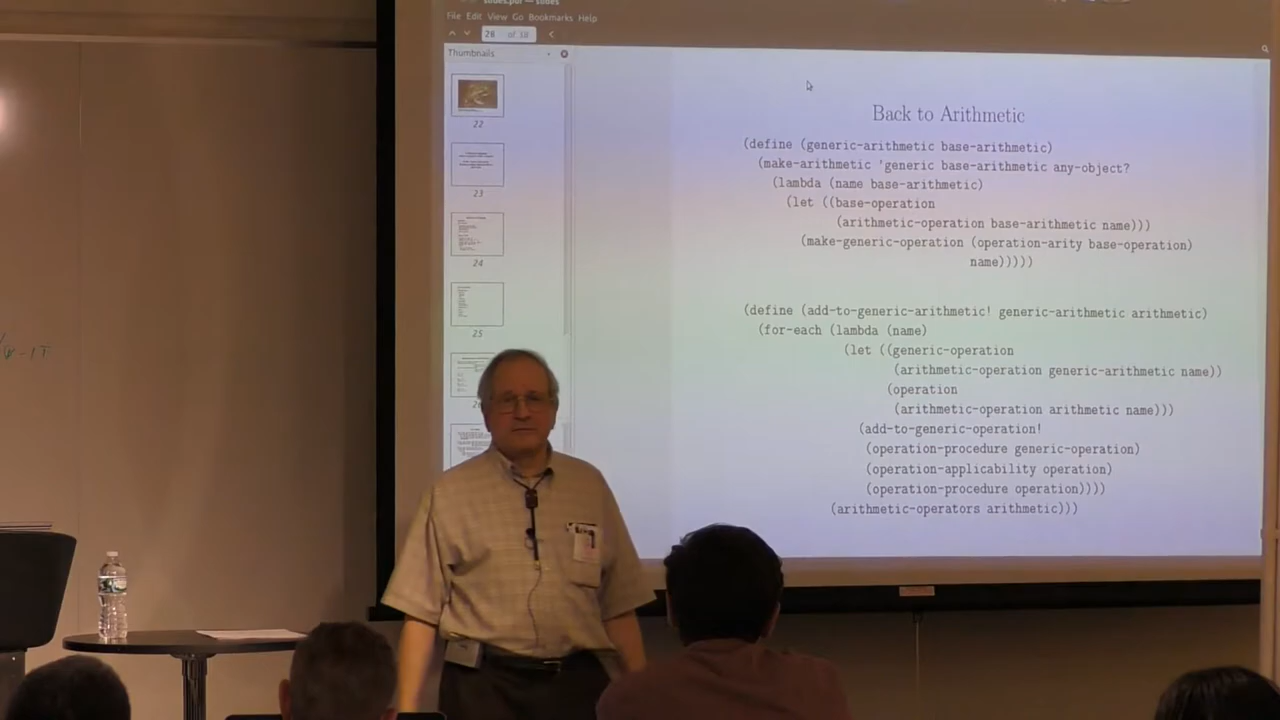 File Edit View Go Bookmarks Help
28 of 38
Thumbnails
22
23
24
25
Back to Arithmetic
(define (generic-arithmetic base-arithmetic)
(make-arithmetic 'generic base-arithmetic any-object?
(lambda (name base-arithmetic)
(let ((base-operation
(arithmetic-operation base-arithmetic name)))
(make-generic-operation (operation-arity base-operation)
name)))))
(define (add-to-generic-arithmetic! generic-arithmetic arithmetic)
(for-each (lambda (name)
(let ((generic-operation
(arithmetic-operation generic-arithmetic name))
(operation
(arithmetic-operation arithmetic name)))
(add-to-generic-operation!
(operation-procedure generic-operation)
(operation-applicability operation)
(operation-procedure operation))))
(arithmetic-operators arithmetic)))